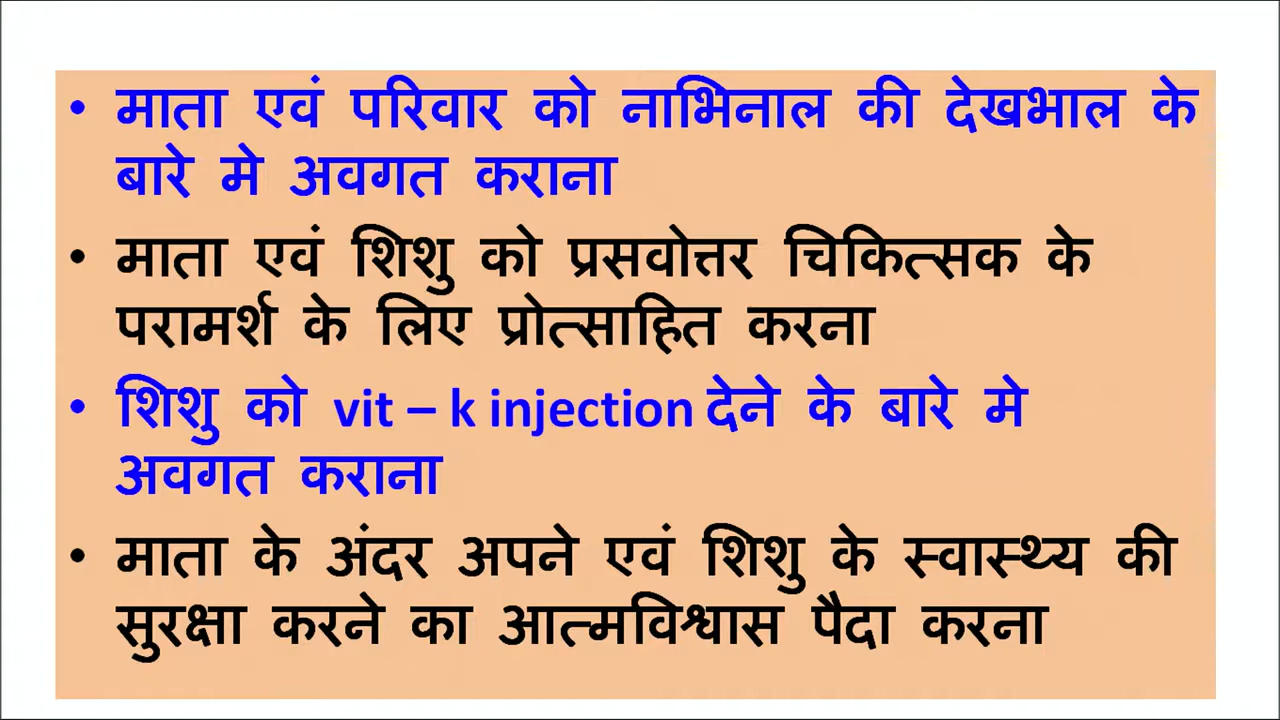 • माता एवं परिवार को नाभिनाल की देखभाल के
बारे मे अवगत कराना
• माता एवं शिशु को प्रसवोत्तर चिकित्सक के
परामर्श के लिए प्रोत्साहित करना
• शिशु को vit – k injection देने के बारे मे
अवगत कराना
• माता के अंदर अपने एवं शिशु के स्वास्थ्य की
सुरक्षा करने का आत्मविश्वास पैदा करना